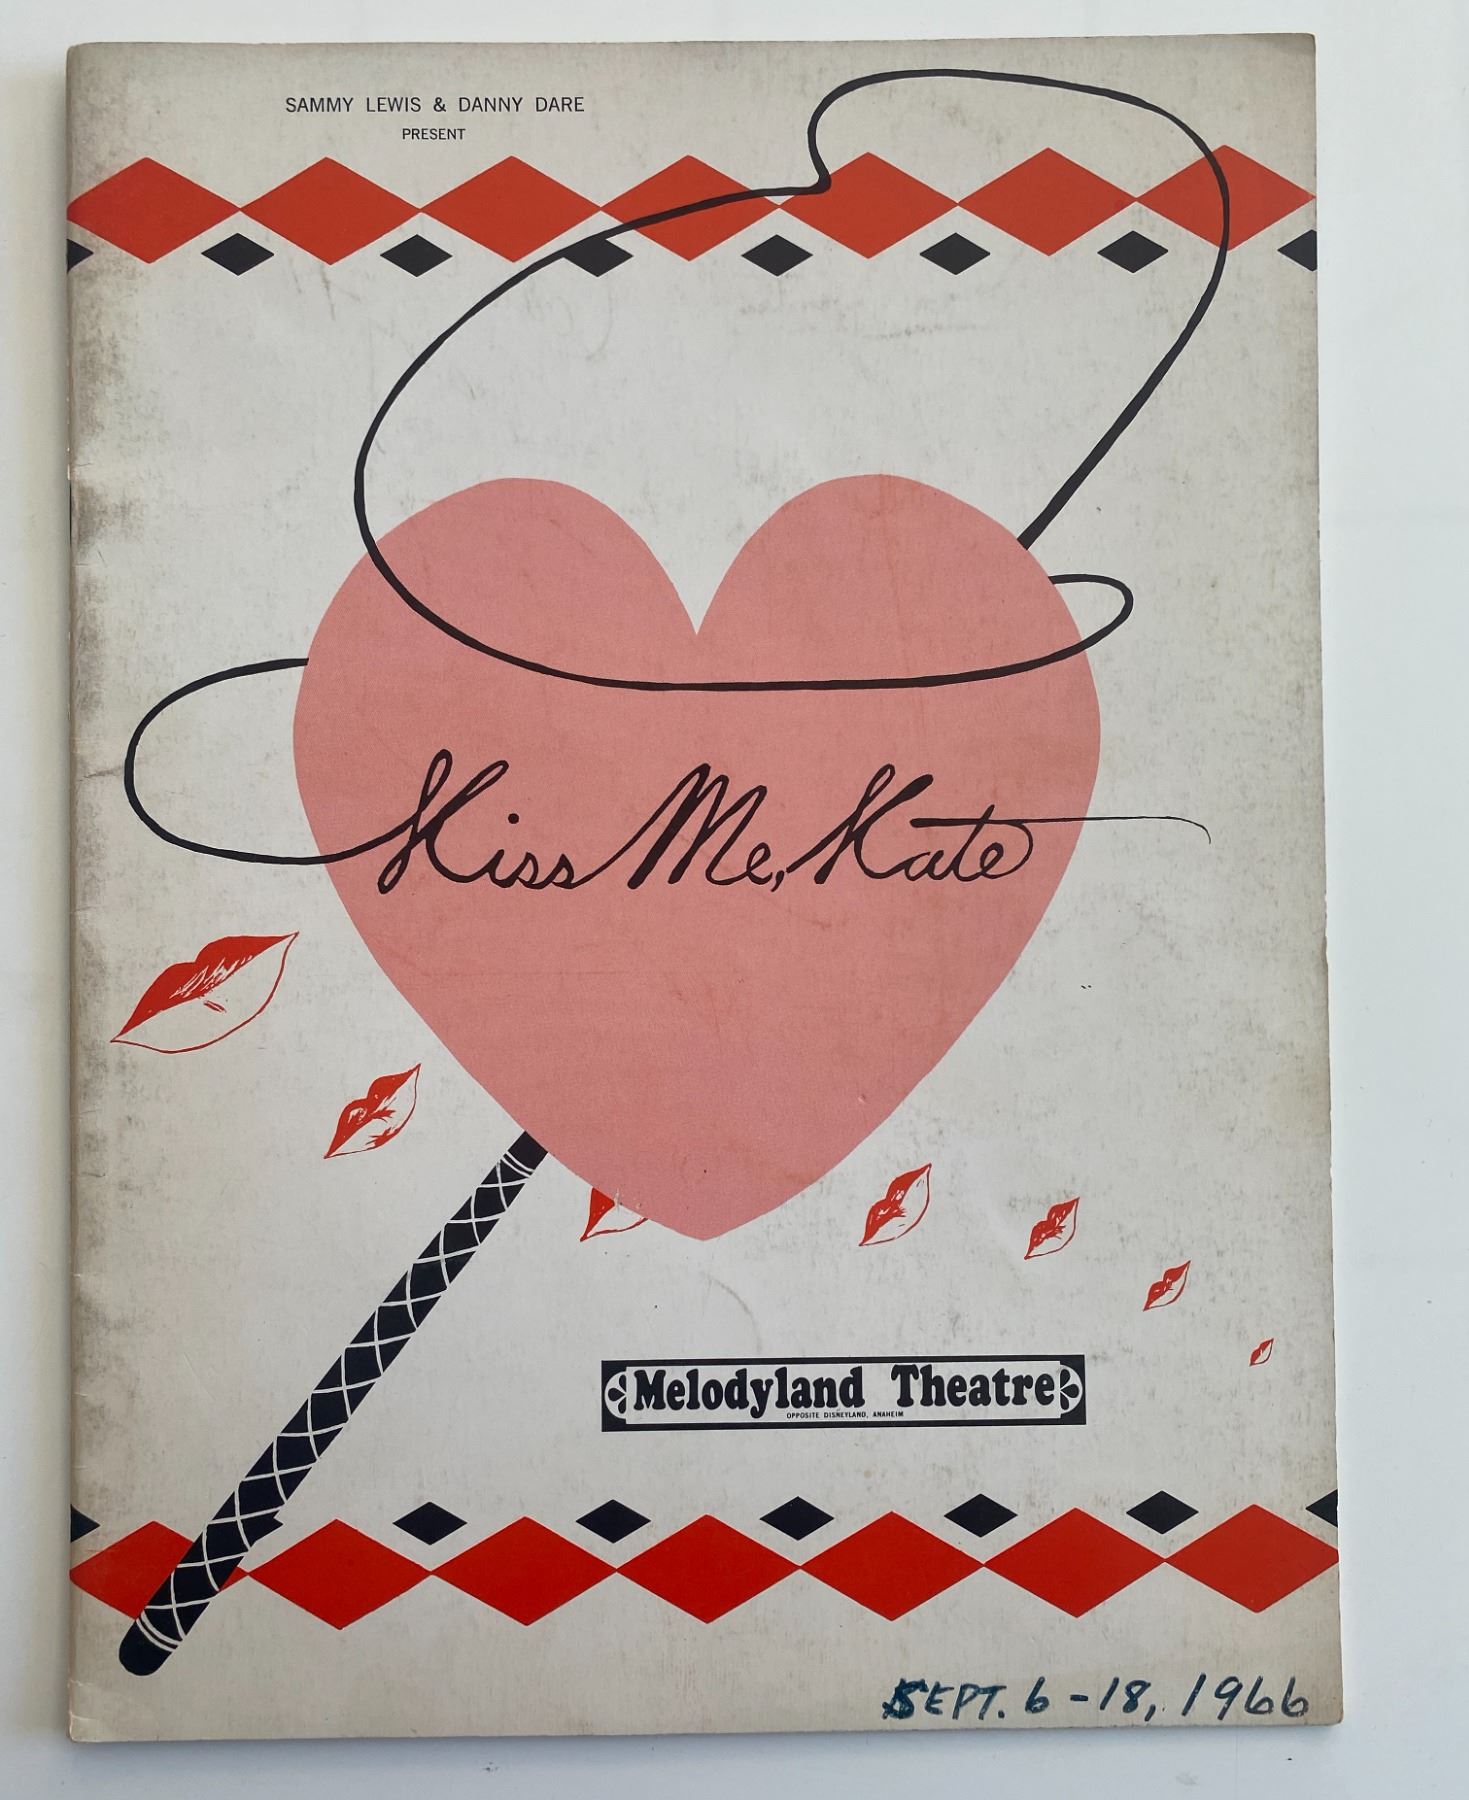 SAMMY LEWIS & DANNY DARE
PRESENT
Kiss Me, Kate
Melodyland Theatre
OPPOSITE DISNEYLAND, ANAHEIM
SEPT. 6-18, 1966